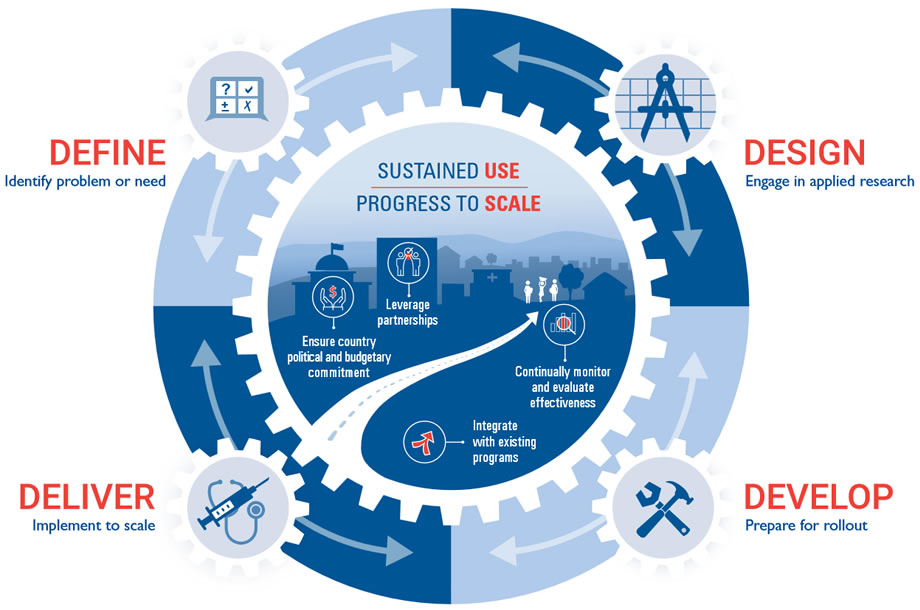 DEFINE
Identify problem or need
DESIGN
Engage in applied research
SUSTAINED USE
PROGRESS TO SCALE
Leverage
partnerships
Ensure country
political and budgetary
commitment
Continually monitor
and evaluate
effectiveness
Integrate
with existing
programs
DELIVER
Implement to scale
DEVELOP
Prepare for rollout